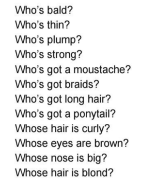 Who's bald?
Who's thin?
Who's plump?
Who's strong?
Who's got a moustache?
Who's got braids?
Who's got long hair?
Who's got a ponytail?
Whose hair is curly?
Whose eyes are brown?
Whose nose is big?
Whose hair is blond?